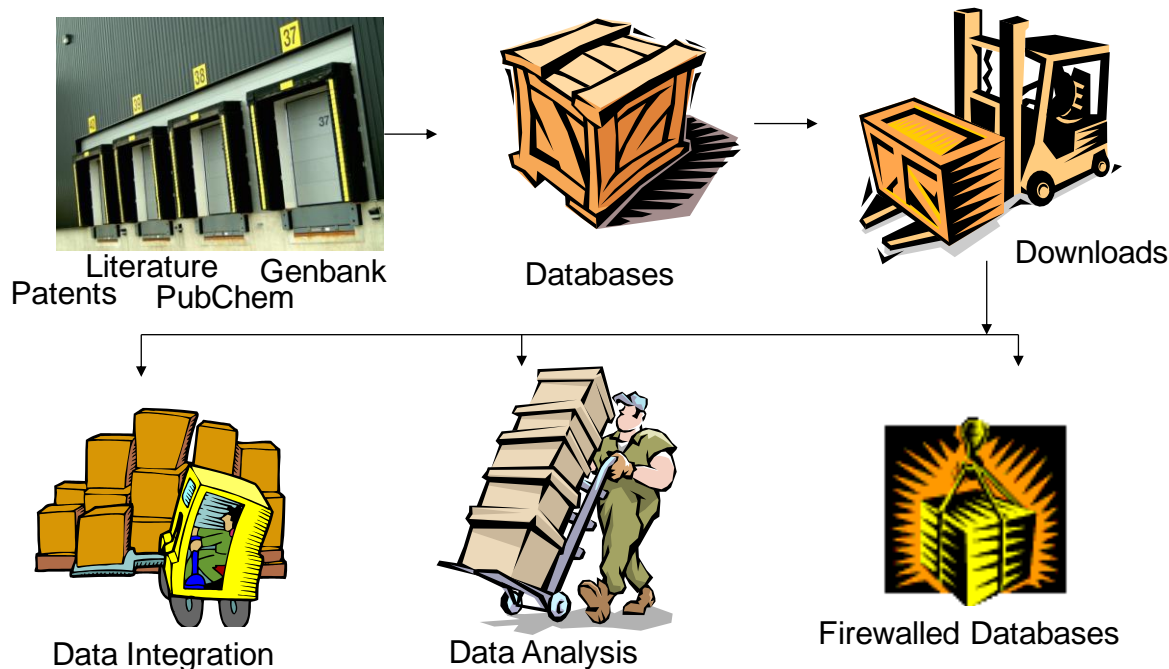 37
38
39
40
37
Literature
Genbank
Patents
PubChem
Databases
Downloads
Data Integration
Data Analysis
Firewalled Databases